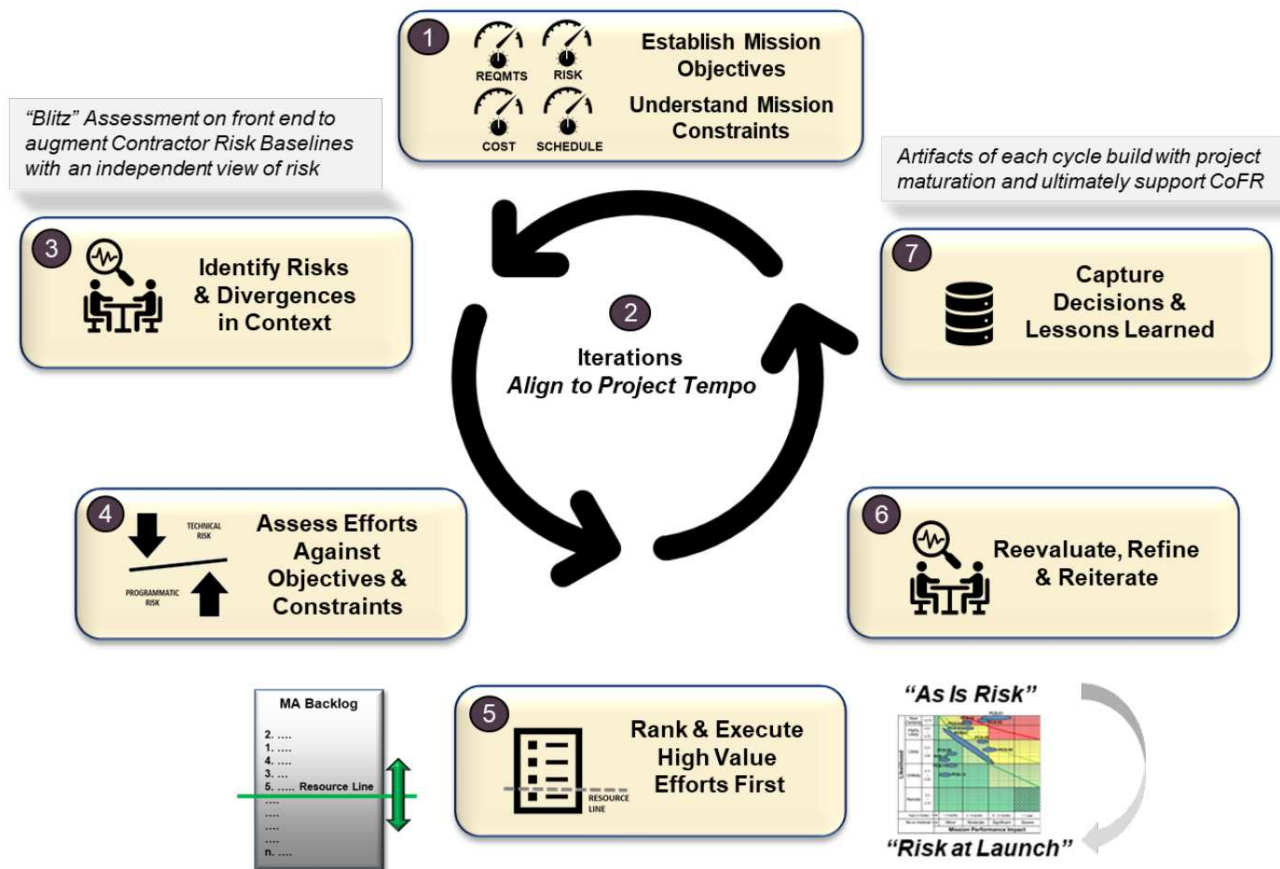 1
REQMTS
RISK
COST
SCHEDULE
Establish Mission
Objectives
Understand Mission
Constraints
"Blitz" Assessment on front end to
augment Contractor Risk Baselines
with an independent view of risk
3
Identify Risks
& Divergences
in Context
2
Iterations
Align to Project Tempo
Artifacts of each cycle build with project
maturation and ultimately support CoFR
7
Capture
Decisions &
Lessons Learned
4
TECHNICAL
RISK
PROGRAMMATIC
RISK
Assess Efforts
Against
Objectives &
Constraints
6
Reevaluate, Refine
& Reiterate
MA Backlog
2. ....
1. ....
4. ....
3. ...
5. ..... Resource Line
....
....
....
....
n. ....
5
RESOURCE
LINE
Rank & Execute
High Value
Efforts First
"As Is Risk"
Likelihood
Mission Performance Impact
"Risk at Launch"